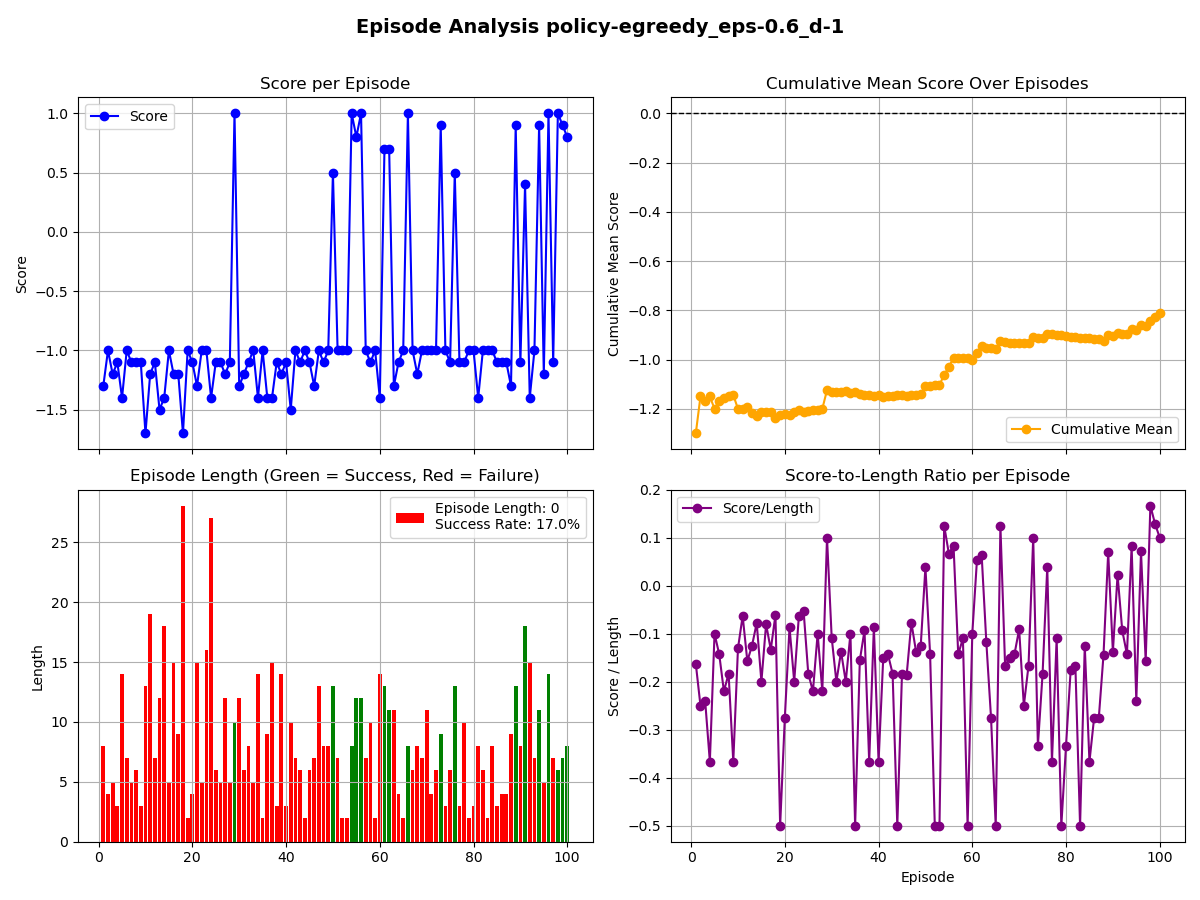 Episode Analysis policy-egreedy_eps-0.6_d-1
Score per Episode
Score
1.0
0.5
0.0
−0.5
−1.0
−1.5
Score
Cumulative Mean Score Over Episodes
0.0
−0.2
−0.4
−0.6
−0.8
−1.0
−1.2
Cumulative Mean Score
Cumulative Mean
Episode Length (Green = Success, Red = Failure)
Episode Length: 0
Success Rate: 17.0%
25
20
15
10
5
0
Length
0 20 40 60 80 100
Score-to-Length Ratio per Episode
Score/Length
0.2
0.1
0.0
−0.1
−0.2
−0.3
−0.4
−0.5
Score / Length
0 20 40 60 80 100
Episode